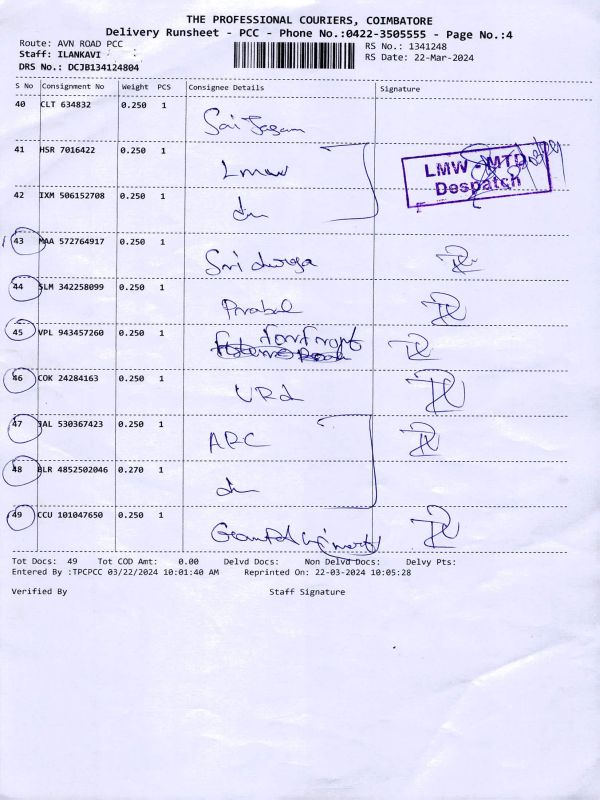 THE PROFESSIONAL COURIERS, COIMBATORE
Delivery Runsheet - PCC - Phone No.:0422-3505555 - Page No.:4
Route: AVN ROAD PCC
RS No.: 1341248
Staff: ILANKAVI
RS Date: 22-Mar-2024
DRS No.: DCJB134124804
S No Consignment No Weight PCS Consignee Details Signature
40 CLT 634832 0.250 1
Sai
41 HSR 7016422 0.250 1
Lmw
LMW - MTD
Despatch
42 IXM 506152708 0.250 1
43 MAA 572764917 0.250 1
Sri durga
44 SLM 342258099 0.250 1
45 VPL 943457260 0.250 1
46 COK 24284163 0.250 1
URd
47 JAL 530367423 0.250 1
ARC
48 BLR 4852502046 0.270 1
49 CCU 101047650 0.250 1
Tot Docs: 49 Tot COD Amt: 0.00 Delvd Docs: Non Delvd Docs: Delvy Pts:
Entered By :TPCPCC 03/22/2024 10:01:40 AM Reprinted On: 22-03-2024 10:05:28
Verified By Staff Signature